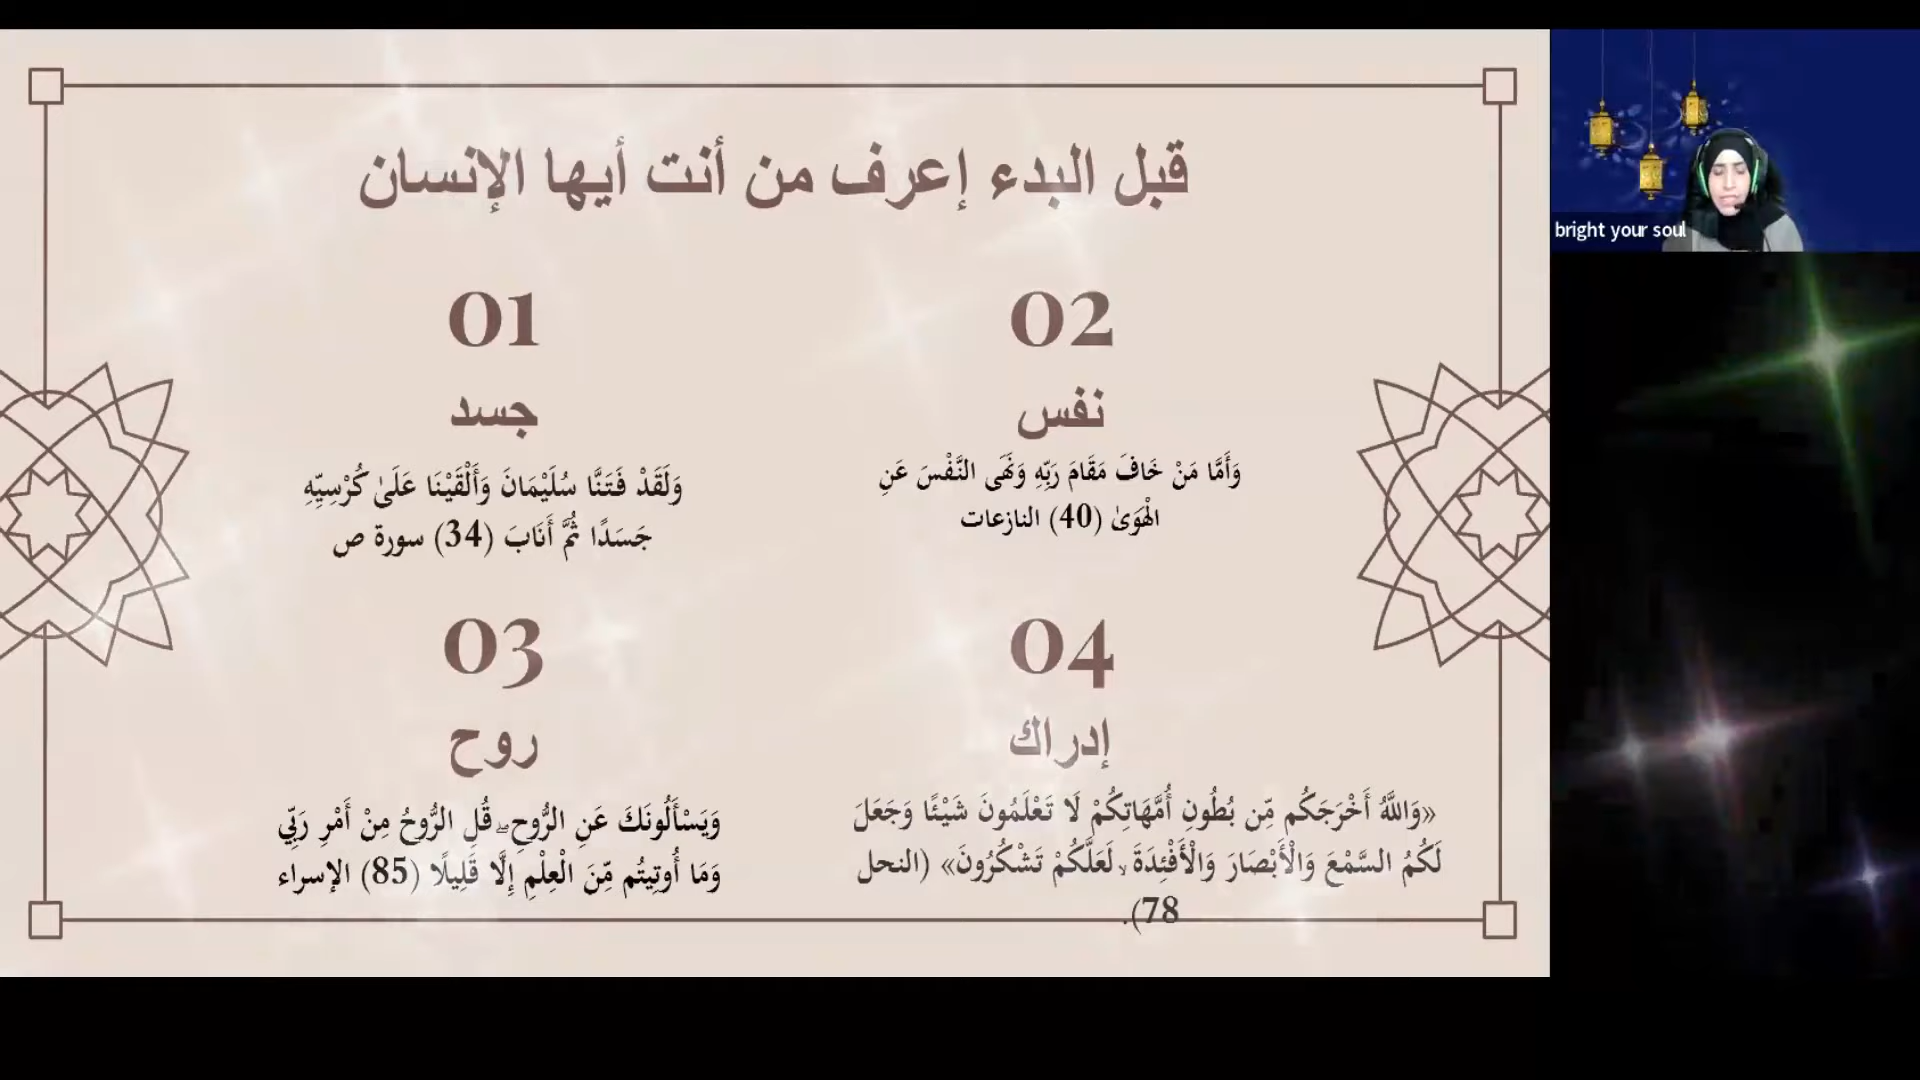 قبل البدء إعرف من أنت أيها الإنسان
01
جسد
وَلَقَدْ فَتَنَّا سُلَيْمَانَ وَأَلْقَيْنَا عَلَىٰ كُرْسِيِّهِ
جَسَدًا ثُمَّ أَنَابَ (34) سورة ص
02
نفس
وَأَمَّا مَنْ خَافَ مَقَامَ رَبِّهِ وَنَهَى النَّفْسَ عَنِ
الْهَوَىٰ (40) النازعات
03
روح
وَيَسْأَلُونَكَ عَنِ الرُّوحِ ۖ قُلِ الرُّوحُ مِنْ أَمْرِ رَبِّي
وَمَا أُوتِيتُم مِّنَ الْعِلْمِ إِلَّا قَلِيلًا (85) الإسراء
04
إدراك
«وَاللَّهُ أَخْرَجَكُم مِّن بُطُونِ أُمَّهَاتِكُمْ لَا تَعْلَمُونَ شَيْئًا وَجَعَلَ
لَكُمُ السَّمْعَ وَالْأَبْصَارَ وَالْأَفْئِدَةَ ۙ لَعَلَّكُمْ تَشْكُرُونَ» (النحل
78).
bright your soul